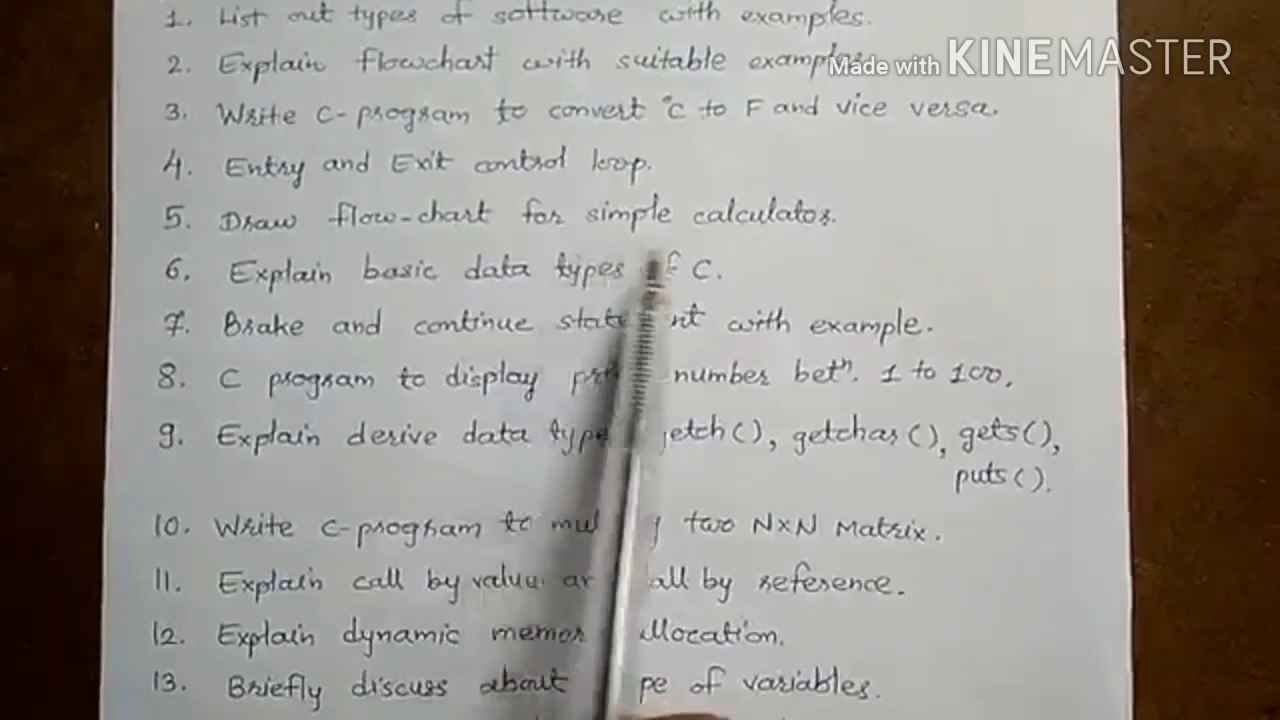 1. List out types of software with examples.
2. Explain flowchart with suitable examples.
Made with KINEMASTER
3. Write C-program to convert °C to F and vice versa.
4. Entry and Exit control loop.
5. Draw flow-chart for simple calculator.
6. Explain basic data types of C.
7. Brake and continue with example.
8. C program to display number betn. 1 to 100.
9. Explain derive data getchar(), gets(),
puts().
10. Write C-program to two NxN Matrix.
11. Explain call by value by reference.
12. Explain dynamic
13. Briefly discuss about of variables.